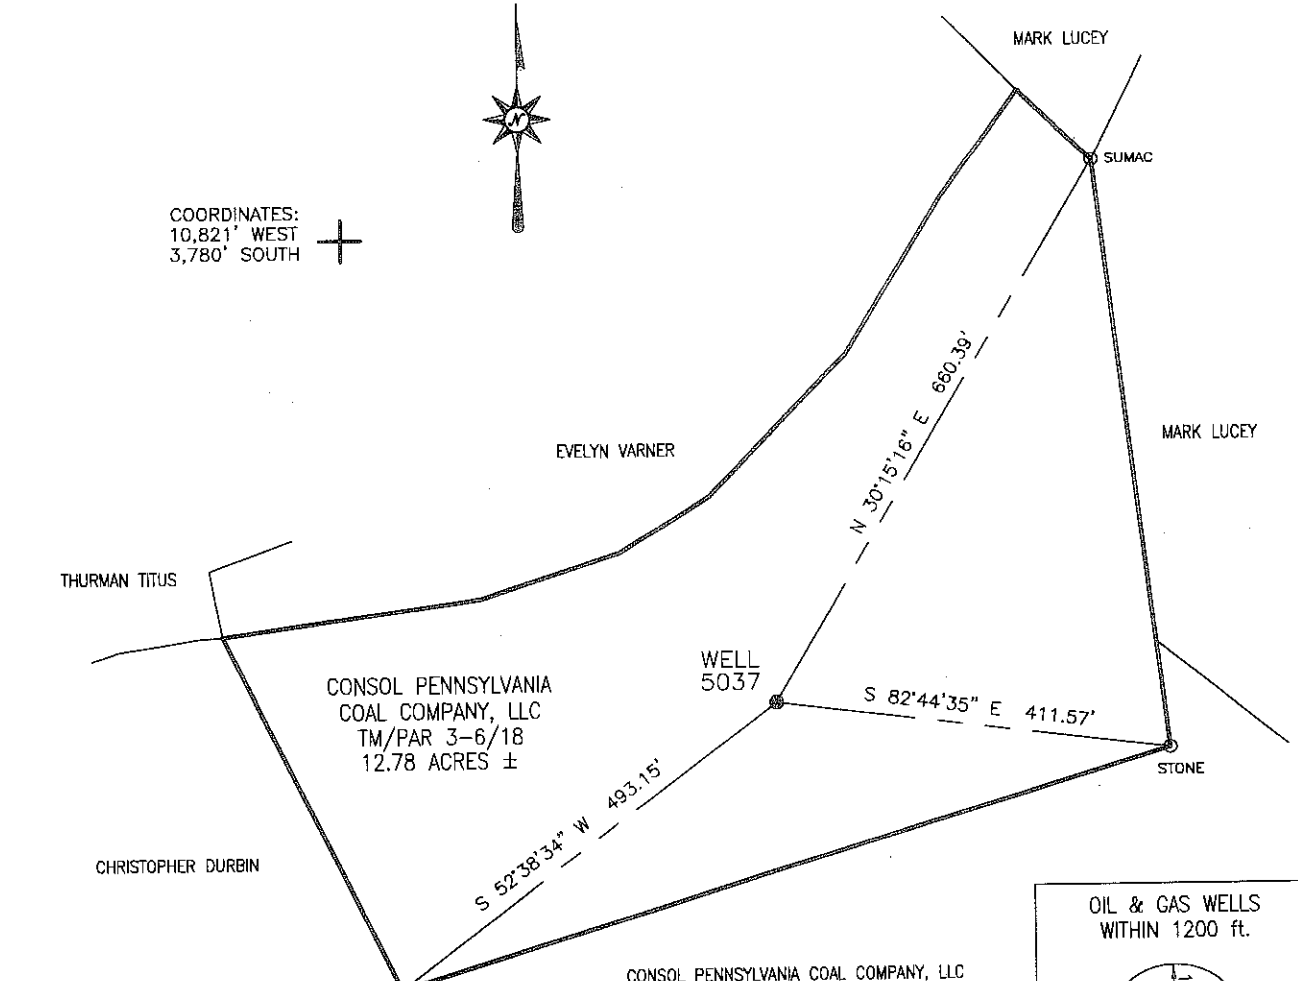 MARK LUCEY
N
SUMAC
COORDINATES:
10,821' WEST
3,780' SOUTH
N 30°15'16" E 660.39'
MARK LUCEY
EVELYN VARNER
THURMAN TITUS
WELL
5037
CONSOL PENNSYLVANIA
COAL COMPANY, LLC
TM/PAR 3-6/18
12.78 ACRES ±
S 82°44'35" E 411.57'
STONE
S 52°38'34" W 493.15'
CHRISTOPHER DURBIN
OIL & GAS WELLS
WITHIN 1200 ft.
CONSOL PENNSYLVANIA COAL COMPANY, LLC